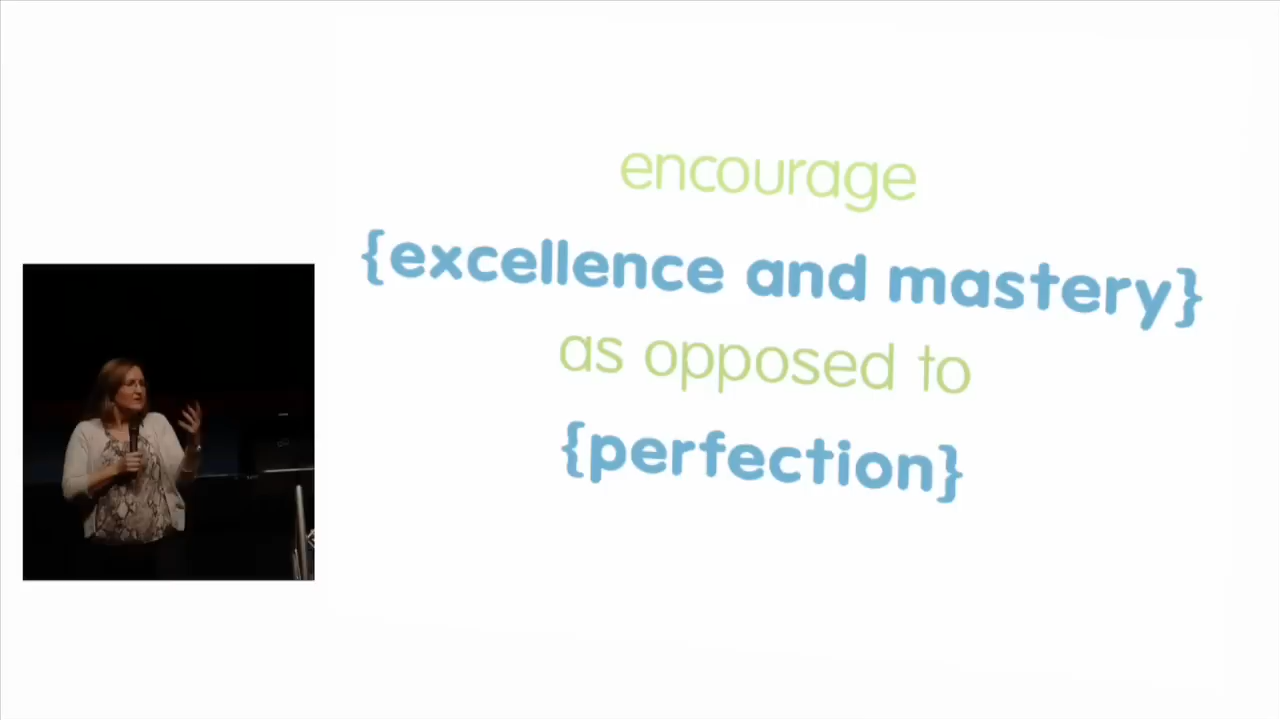 encourage
{excellence and mastery}
as opposed to
{perfection}